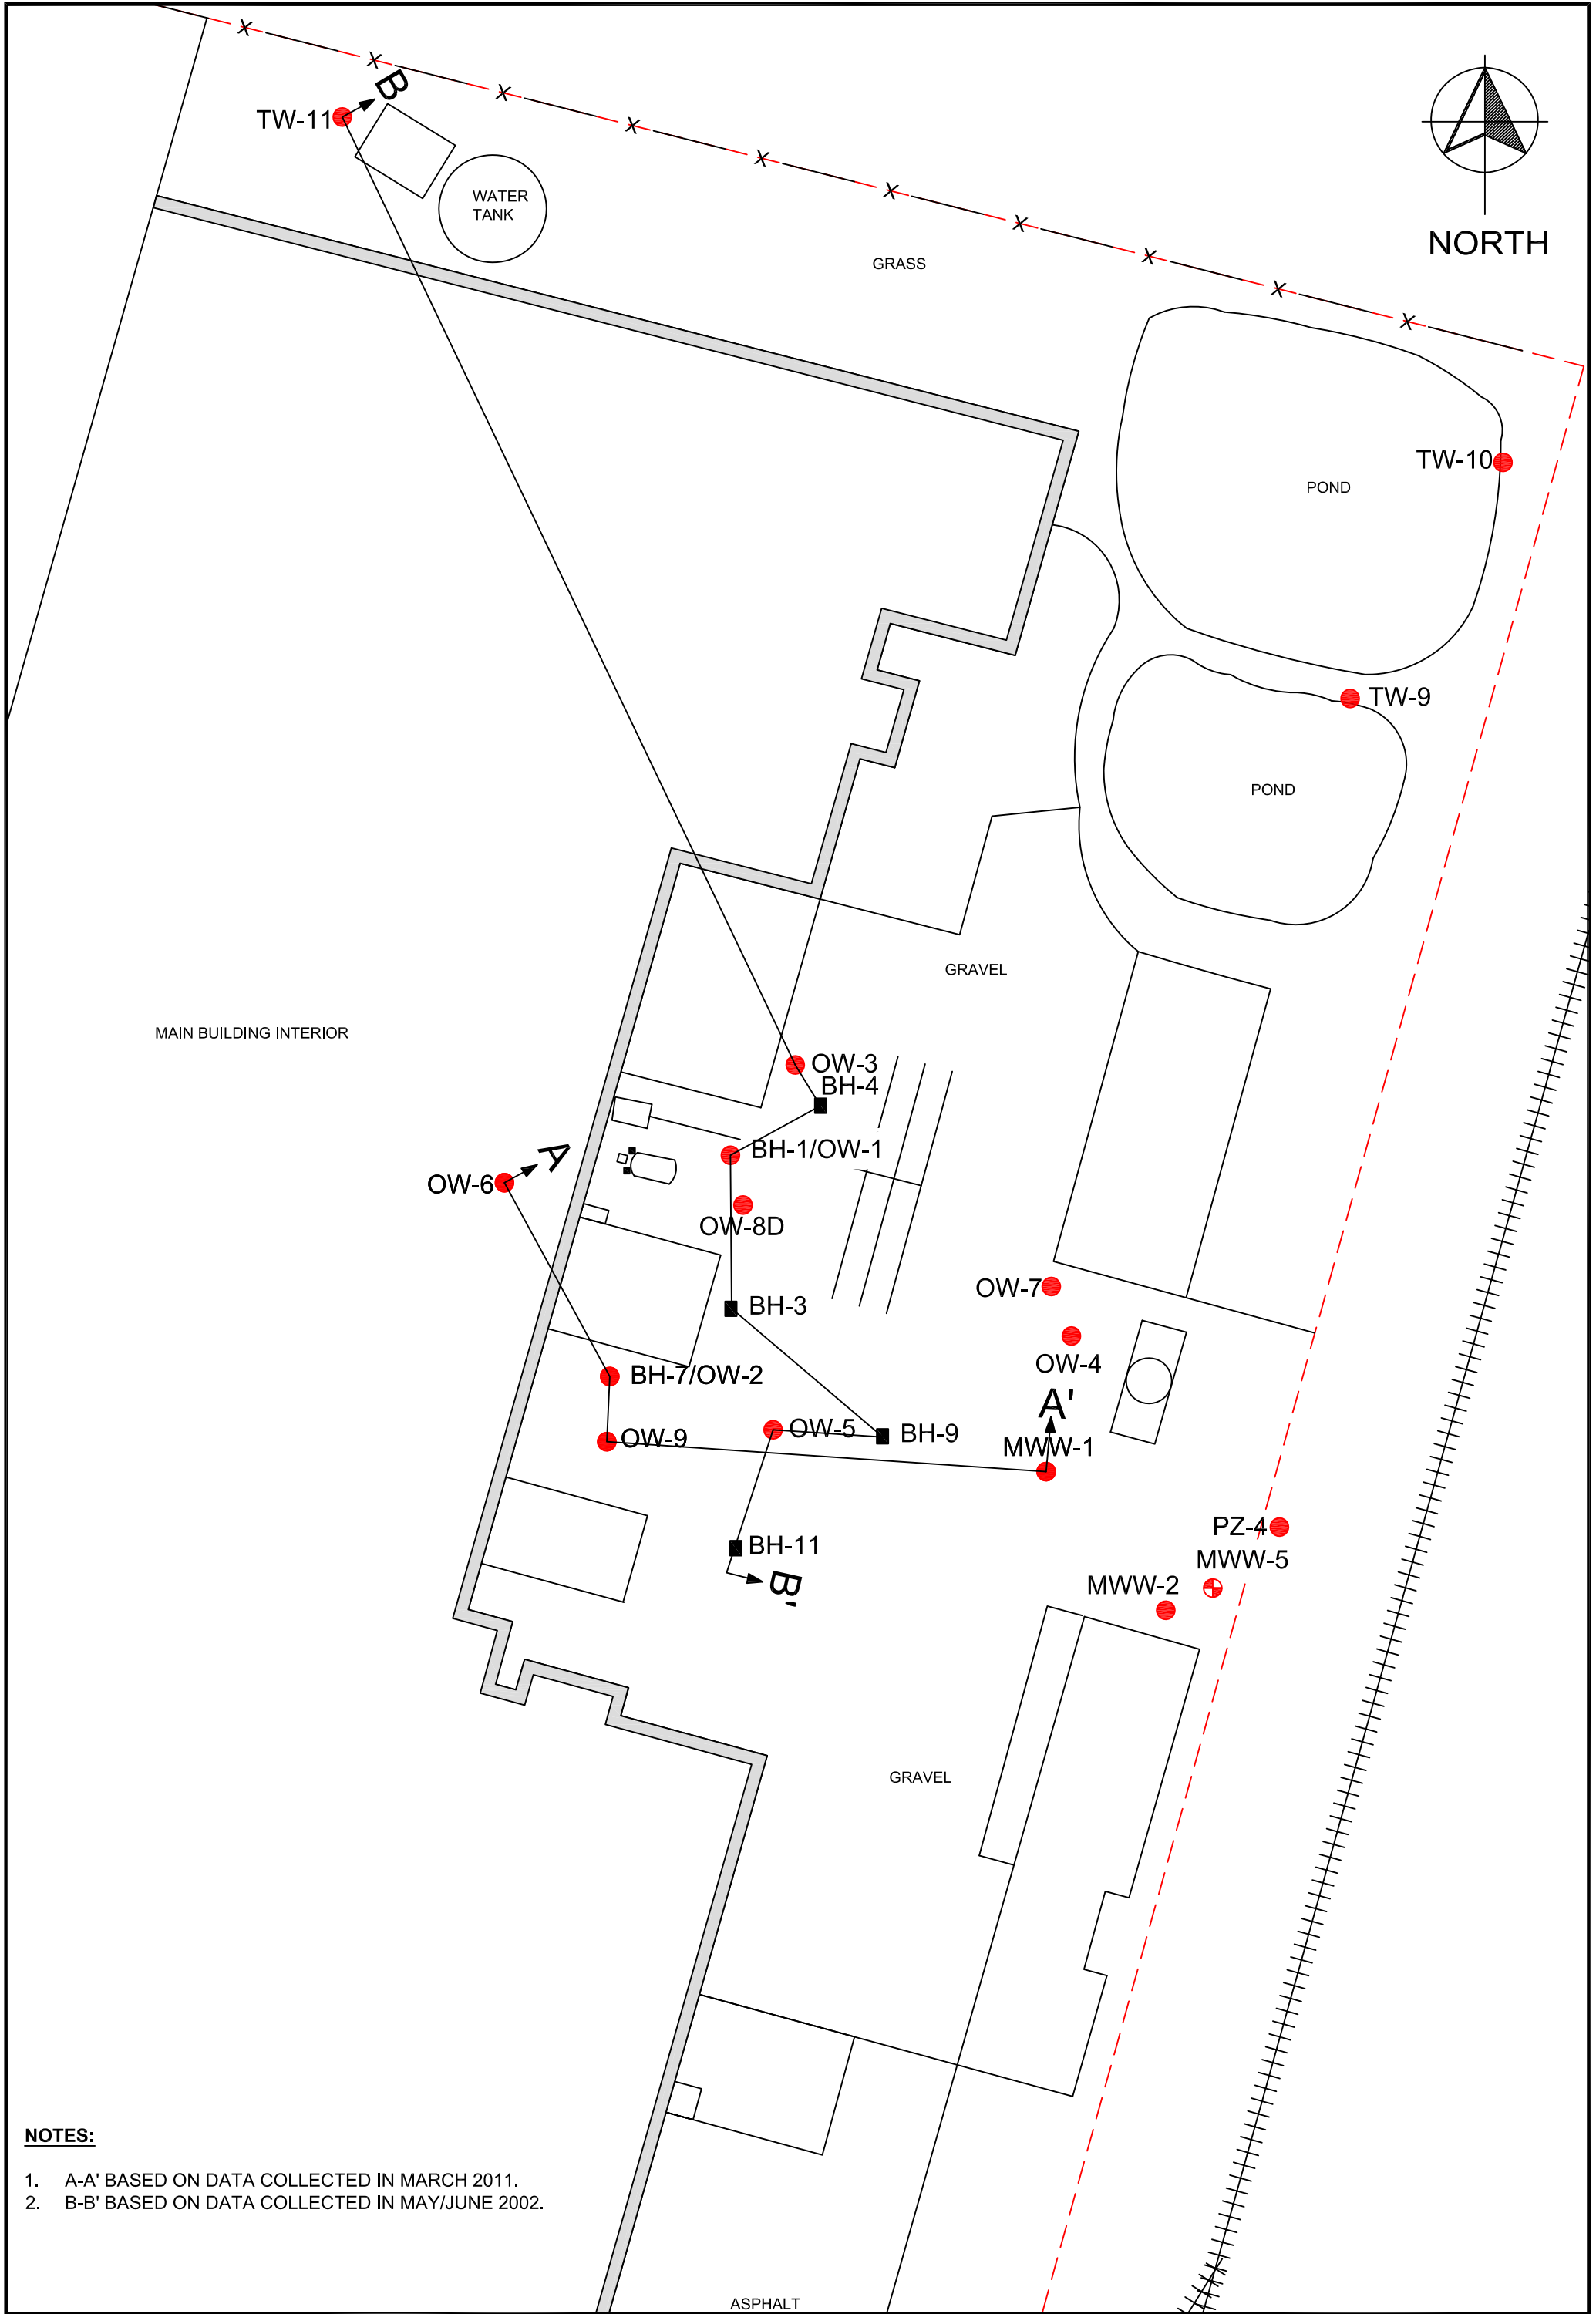 B
TW-11
WATER
TANK
NORTH
GRASS
TW-10
POND
TW-9
POND
GRAVEL
MAIN BUILDING INTERIOR
OW-3
BH-4
BH-1/OW-1
A
OW-6
OW-8D
OW-7
BH-3
OW-4
BH-7/OW-2
A'
OW-5
BH-9
OW-9
MWW-1
PZ-4
BH-11
MWW-5
B'
MWW-2
GRAVEL
NOTES:
1. A-A' BASED ON DATA COLLECTED IN MARCH 2011.
2. B-B' BASED ON DATA COLLECTED IN MAY/JUNE 2002.
ASPHALT